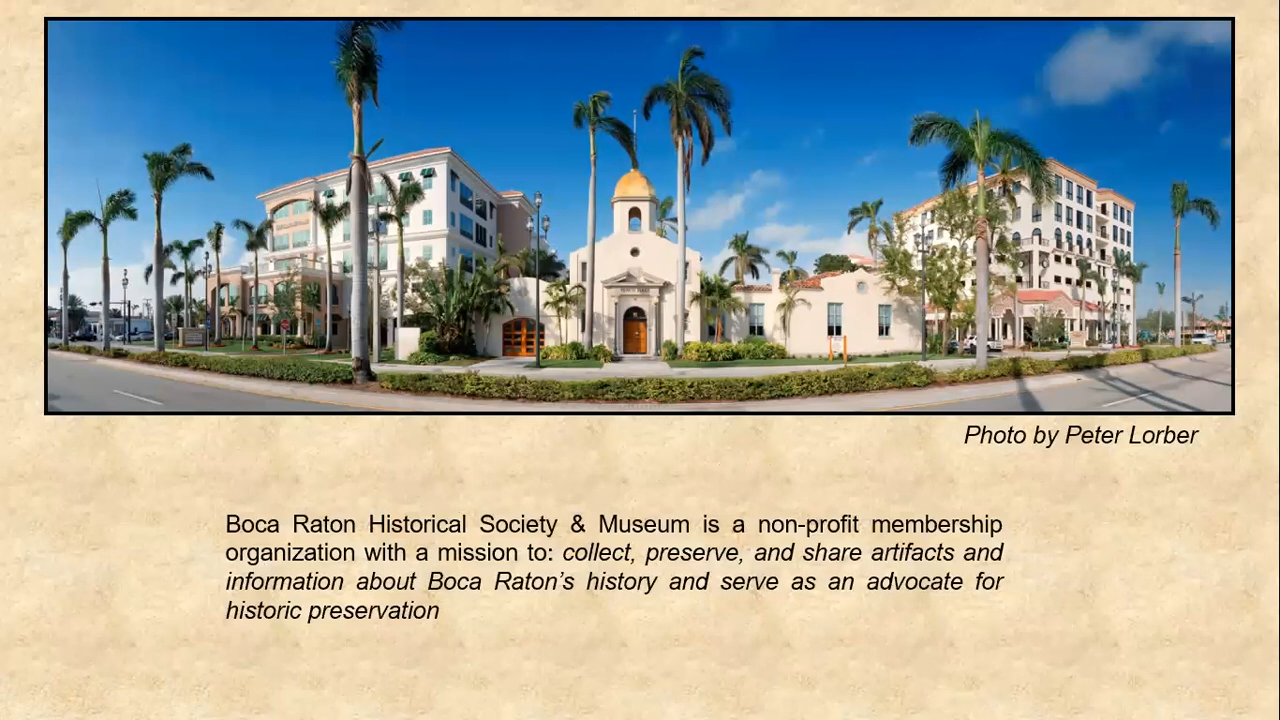 Photo by Peter Lorber
Boca Raton Historical Society & Museum is a non-profit membership
organization with a mission to: collect, preserve, and share artifacts and
information about Boca Raton’s history and serve as an advocate for
historic preservation